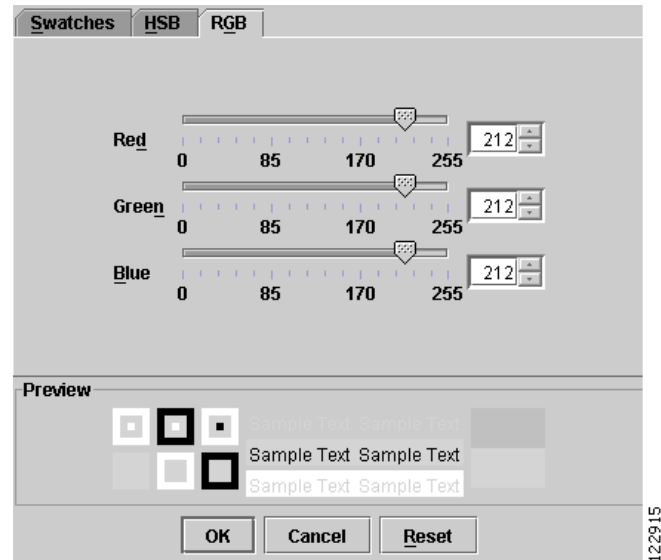 Swatches HSB RGB
Red 212
0 85 170 255
Green 212
0 85 170 255
Blue 212
0 85 170 255
Preview
Sample Text Sample Text
Sample Text Sample Text
Sample Text Sample Text
OK Cancel Reset
122915